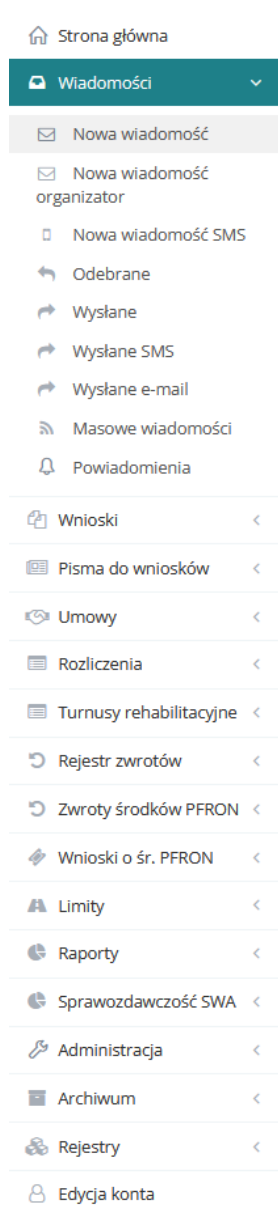 Strona główna
Wiadomości
Nowa wiadomość
Nowa wiadomość
organizator
Nowa wiadomość SMS
Odebrane
Wysłane
Wysłane SMS
Wysłane e-mail
Masowe wiadomości
Powiadomienia
Wnioski
Pisma do wniosków
Umowy
Rozliczenia
Turnusy rehabilitacyjne
Rejestr zwrotów
Zwroty środków PFRON
Wnioski o śr. PFRON
Limity
Raporty
Sprawozdawczość SWA
Administracja
Archiwum
Rejestry
Edycja konta